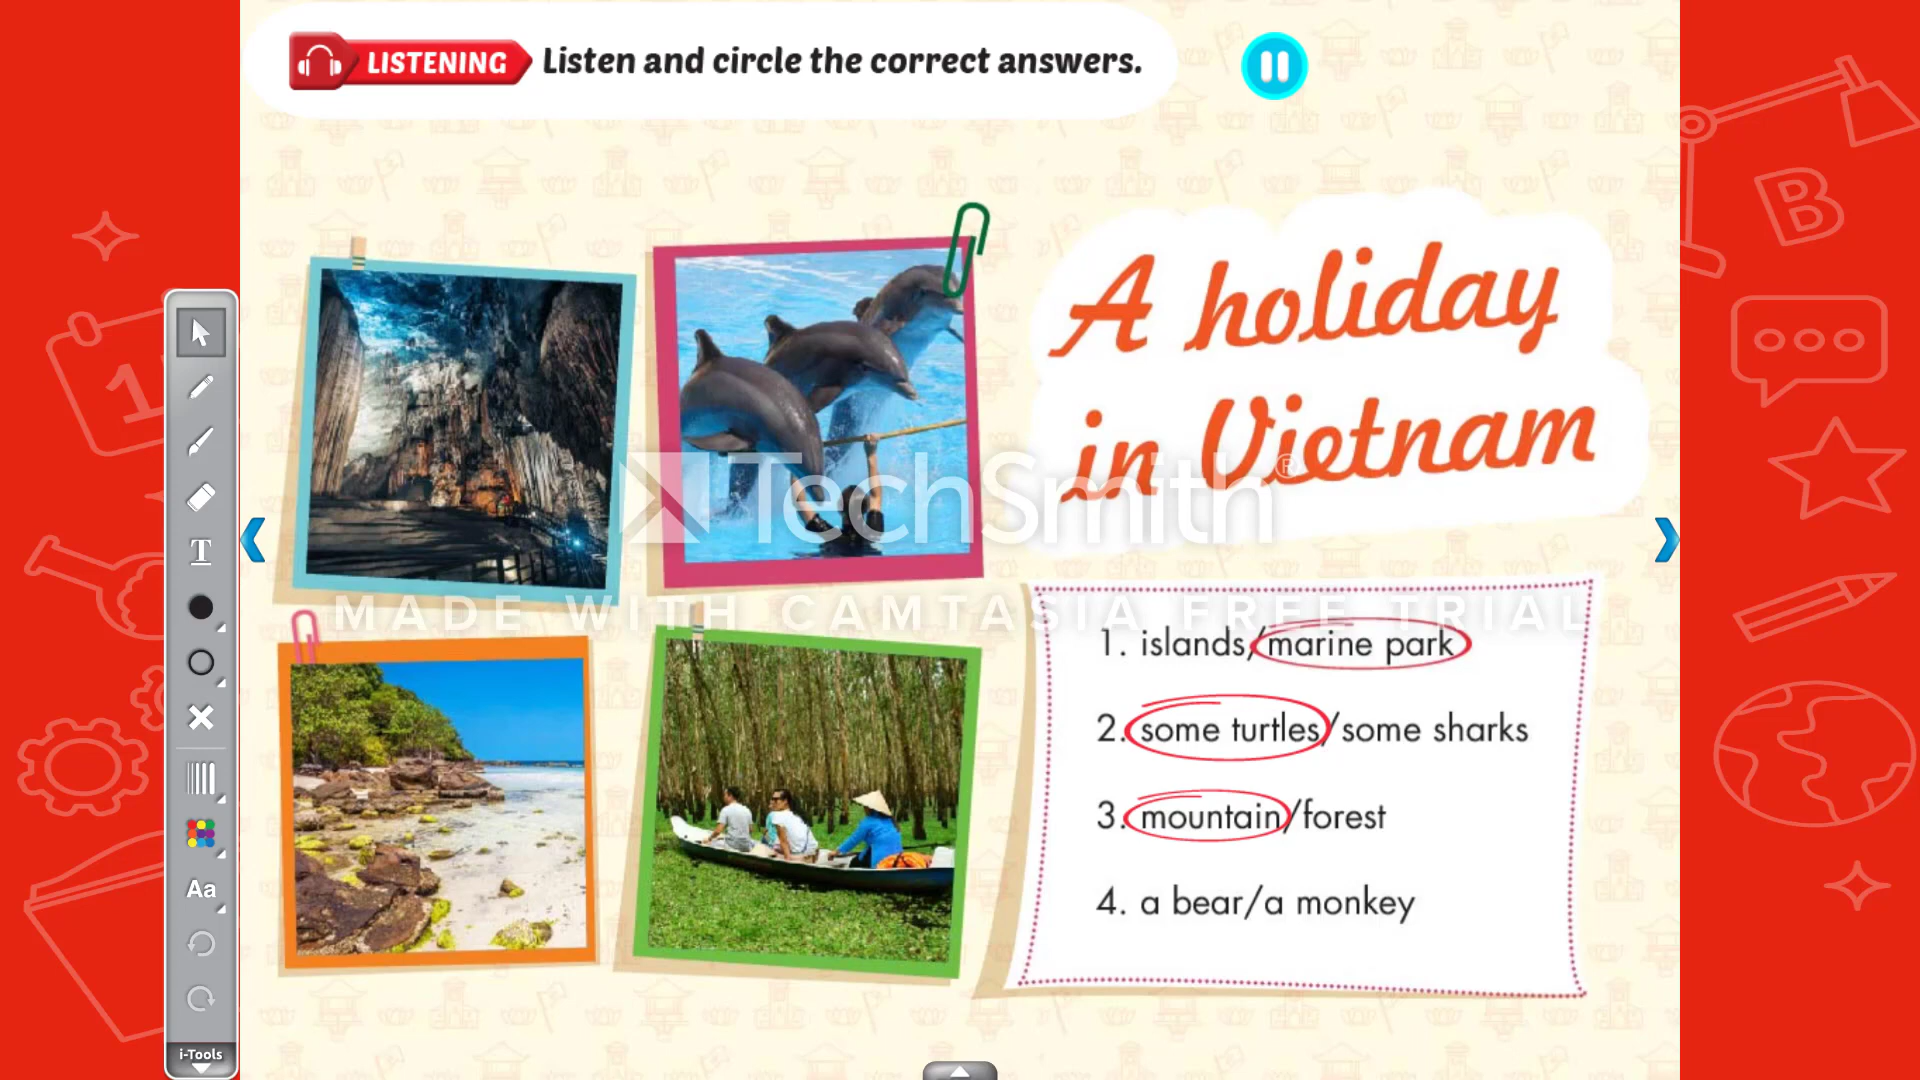 LISTENING Listen and circle the correct answers.
A holiday
in Vietnam
TechSmith®
MADE WITH CAMTASIA FREE TRIAL
1. islands/marine park
2. some turtles/some sharks
3. mountain/forest
4. a bear/a monkey
1
B
T
Aa
i-Tools